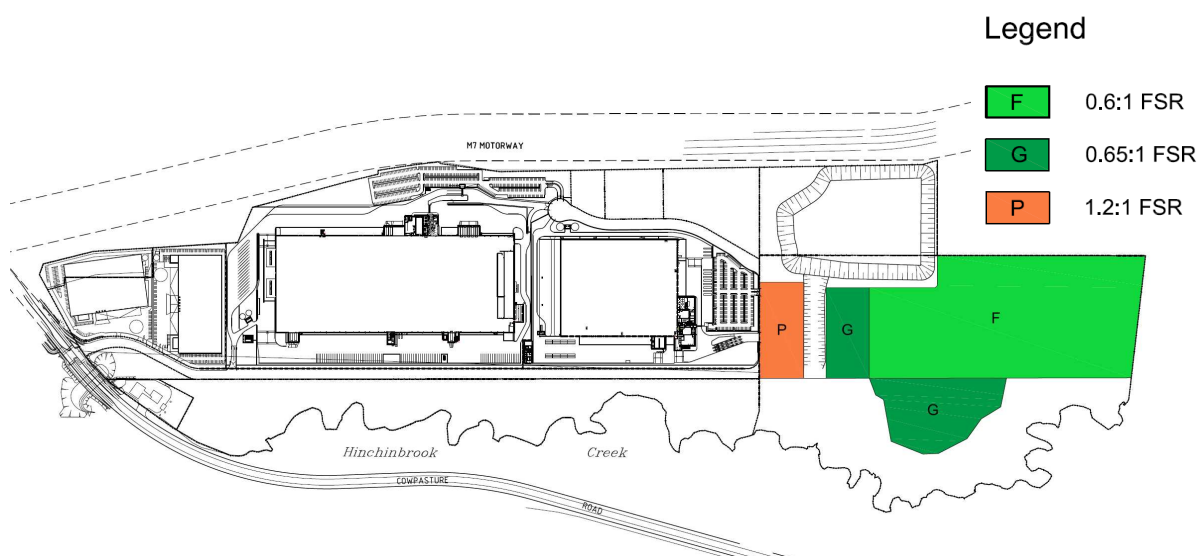 Legend
F 0.6:1 FSR
G 0.65:1 FSR
P 1.2:1 FSR
M7 MOTORWAY
P
G
F
G
Hinchinbrook Creek
COWPASTURE
ROAD